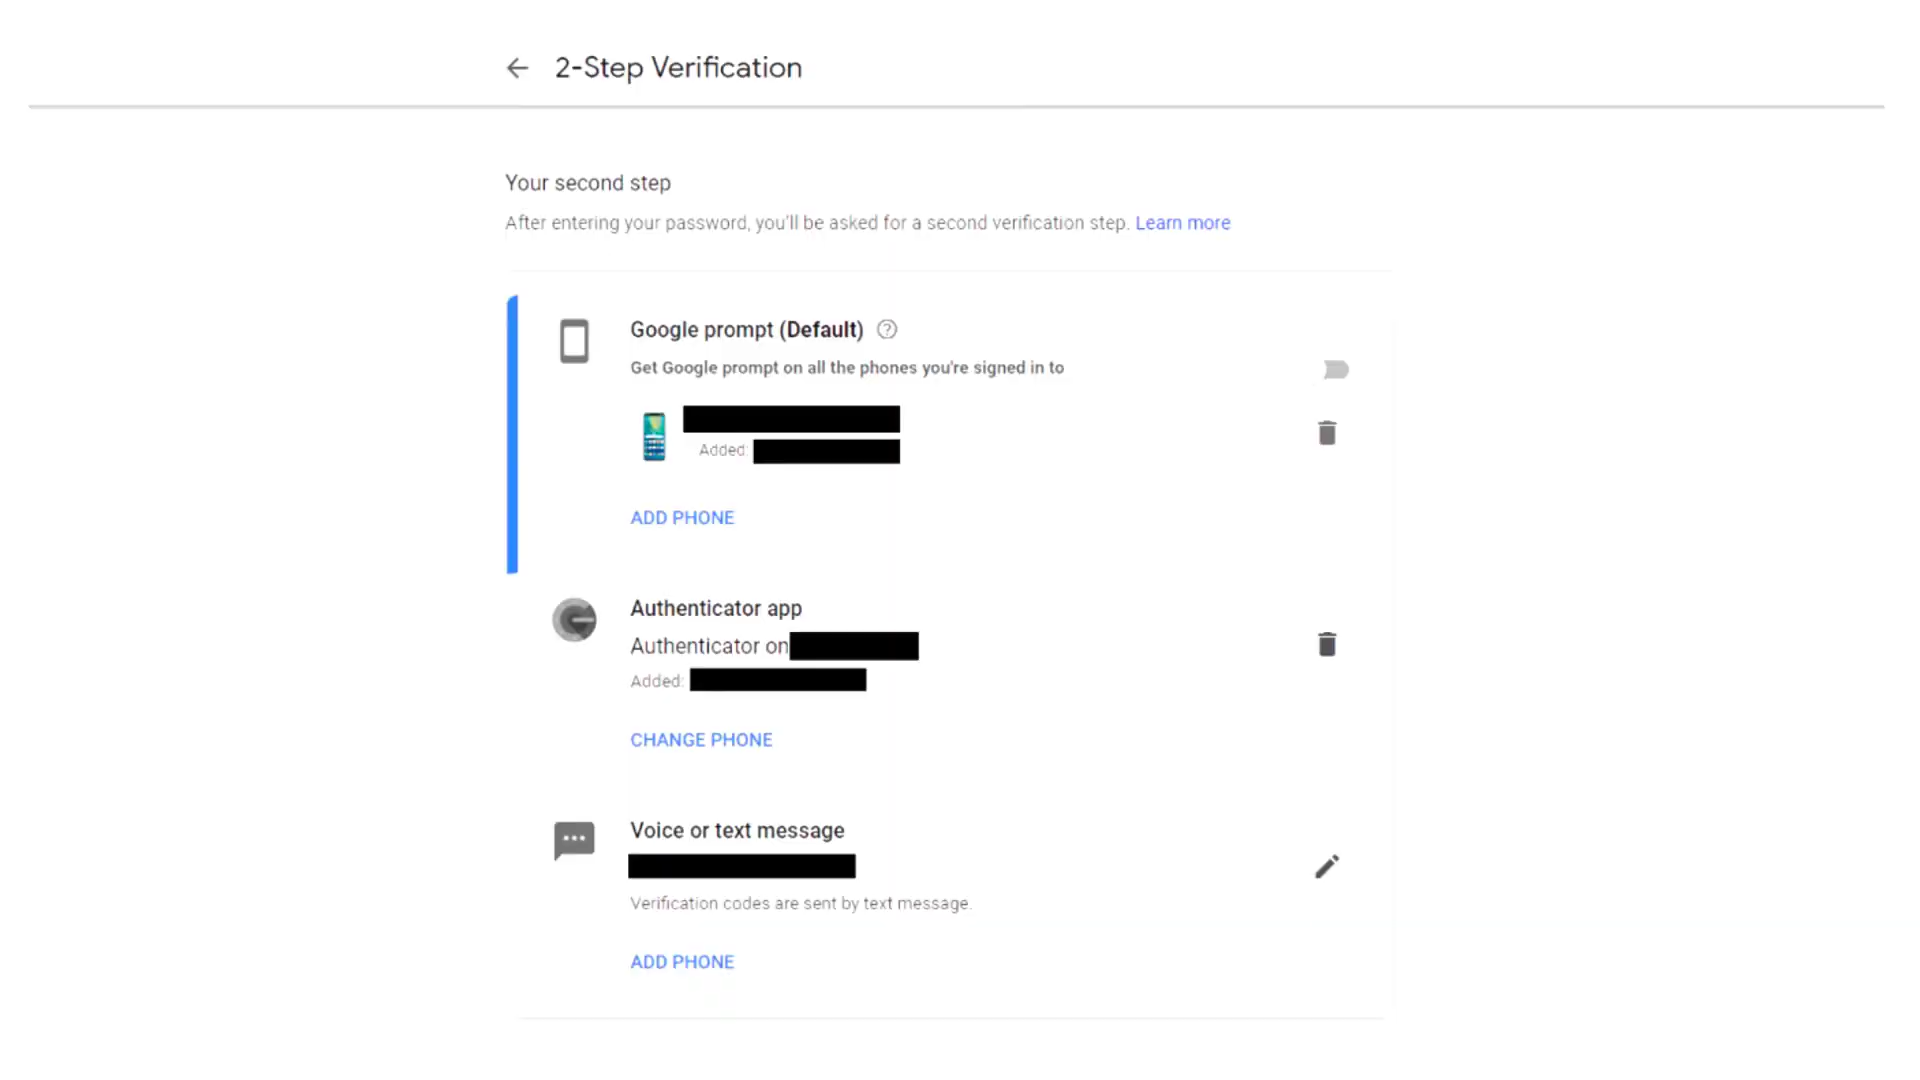 2-Step Verification
Your second step
After entering your password, you'll be asked for a second verification step. Learn more
Google prompt (Default)
Get Google prompt on all the phones you're signed in to
Added:
ADD PHONE
Authenticator app
Authenticator on
Added:
CHANGE PHONE
Voice or text message
Verification codes are sent by text message.
ADD PHONE